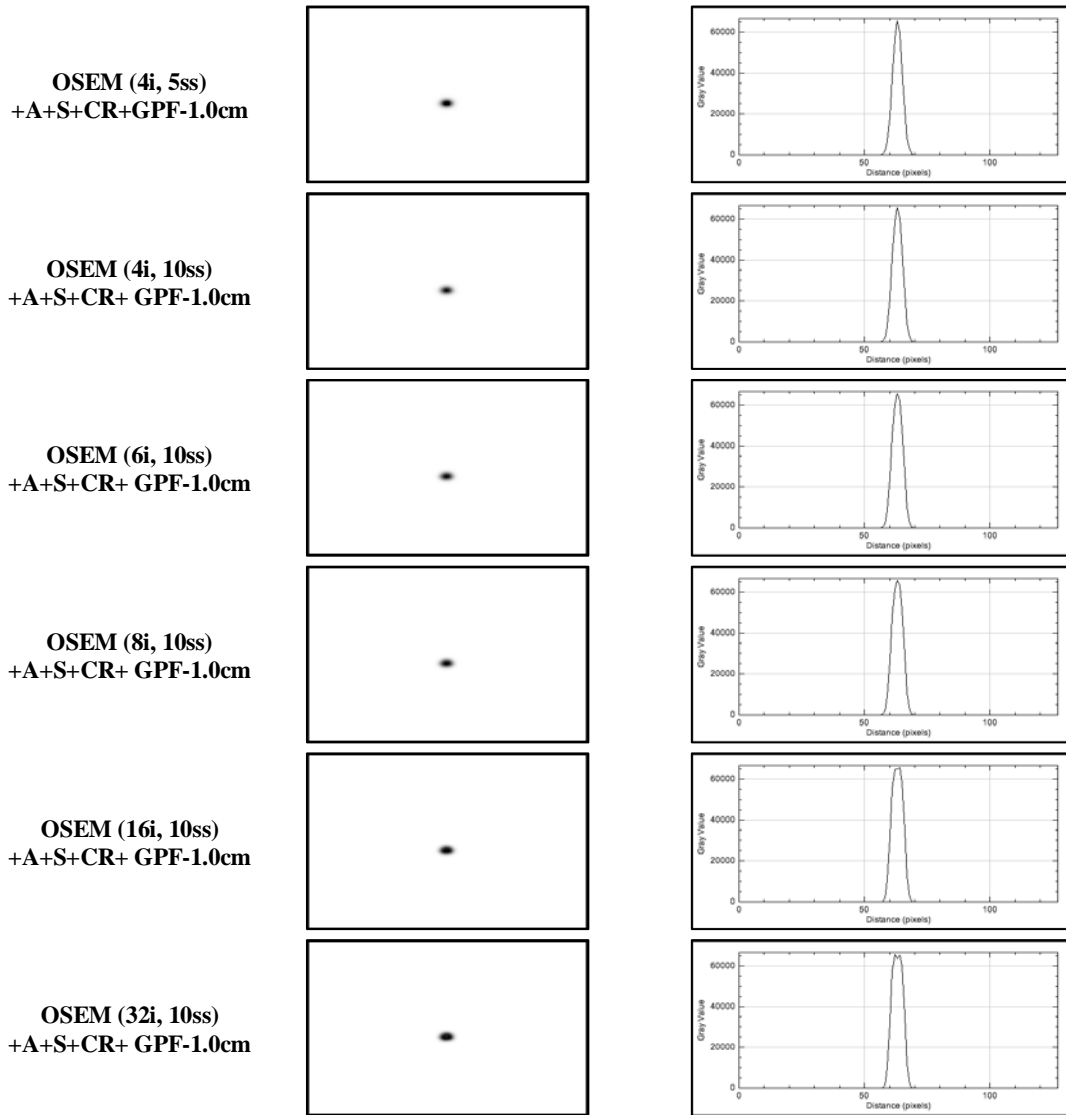 OSEM (4i, 5ss)
+A+S+CR+GPF-1.0cm
60000
40000
20000
0
0
50
100
Gray Value
Distance (pixels)
OSEM (4i, 10ss)
+A+S+CR+ GPF-1.0cm
60000
40000
20000
0
0
50
100
Gray Value
Distance (pixels)
OSEM (6i, 10ss)
+A+S+CR+ GPF-1.0cm
60000
40000
20000
0
0
50
100
Gray Value
Distance (pixels)
OSEM (8i, 10ss)
+A+S+CR+ GPF-1.0cm
60000
40000
20000
0
0
50
100
Gray Value
Distance (pixels)
OSEM (16i, 10ss)
+A+S+CR+ GPF-1.0cm
60000
40000
20000
0
0
50
100
Gray Value
Distance (pixels)
OSEM (32i, 10ss)
+A+S+CR+ GPF-1.0cm
60000
40000
20000
0
0
50
100
Gray Value
Distance (pixels)